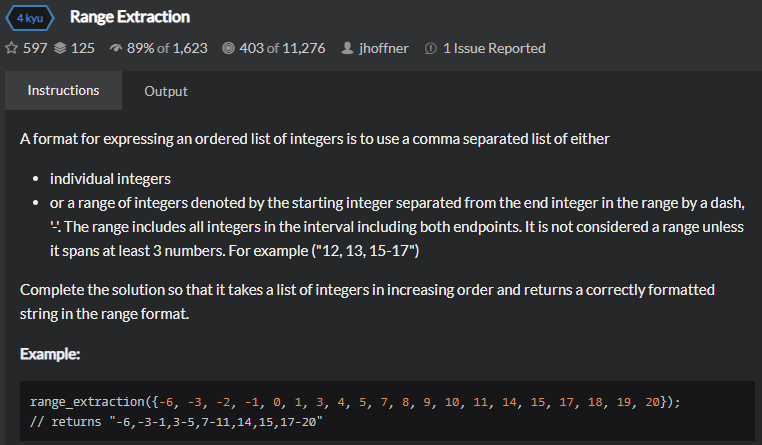 4 kyu Range Extraction
597 125 89% of 1,623 403 of 11,276 jhoffner 1 Issue Reported
Instructions Output
A format for expressing an ordered list of integers is to use a comma separated list of either
• individual integers
• or a range of integers denoted by the starting integer separated from the end integer in the range by a dash,
'-'. The range includes all integers in the interval including both endpoints. It is not considered a range unless
it spans at least 3 numbers. For example ("12, 13, 15-17")
Complete the solution so that it takes a list of integers in increasing order and returns a correctly formatted
string in the range format.
Example:
range_extraction({-6, -3, -2, -1, 0, 1, 3, 4, 5, 7, 8, 9, 10, 11, 14, 15, 17, 18, 19, 20});
// returns "-6,-3-1,3-5,7-11,14,15,17-20"